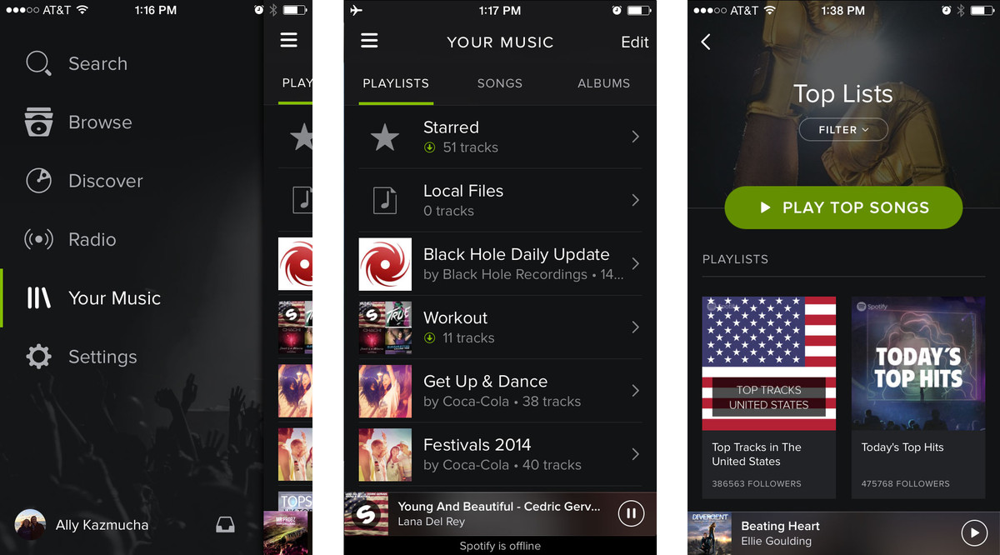 ●●●○○ AT&T 1:16 PM
Search
Browse
Discover
Radio
Your Music
Settings
Ally Kazmucha
PLAY
TOPS
MR PROBZ
1:17 PM
YOUR MUSIC
Edit
PLAYLISTS
SONGS
ALBUMS
Starred
51 tracks
Local Files
0 tracks
Black Hole Daily Update
by Black Hole Recordings • 14...
TRUE
Workout
11 tracks
Get Up & Dance
by Coca-Cola • 38 tracks
Festivals 2014
by Coca-Cola • 40 tracks
Young And Beautiful - Cedric Gerv...
Lana Del Rey
Spotify is offline
●●●○○ AT&T 1:38 PM
Top Lists
FILTER
PLAY TOP SONGS
PLAYLISTS
TOP TRACKS
UNITED STATES
Top Tracks in The
United States
386563 FOLLOWERS
Spotify
TODAY'S
TOP HITS
Today's Top Hits
475768 FOLLOWERS
DIVERGENT
Beating Heart
Ellie Goulding